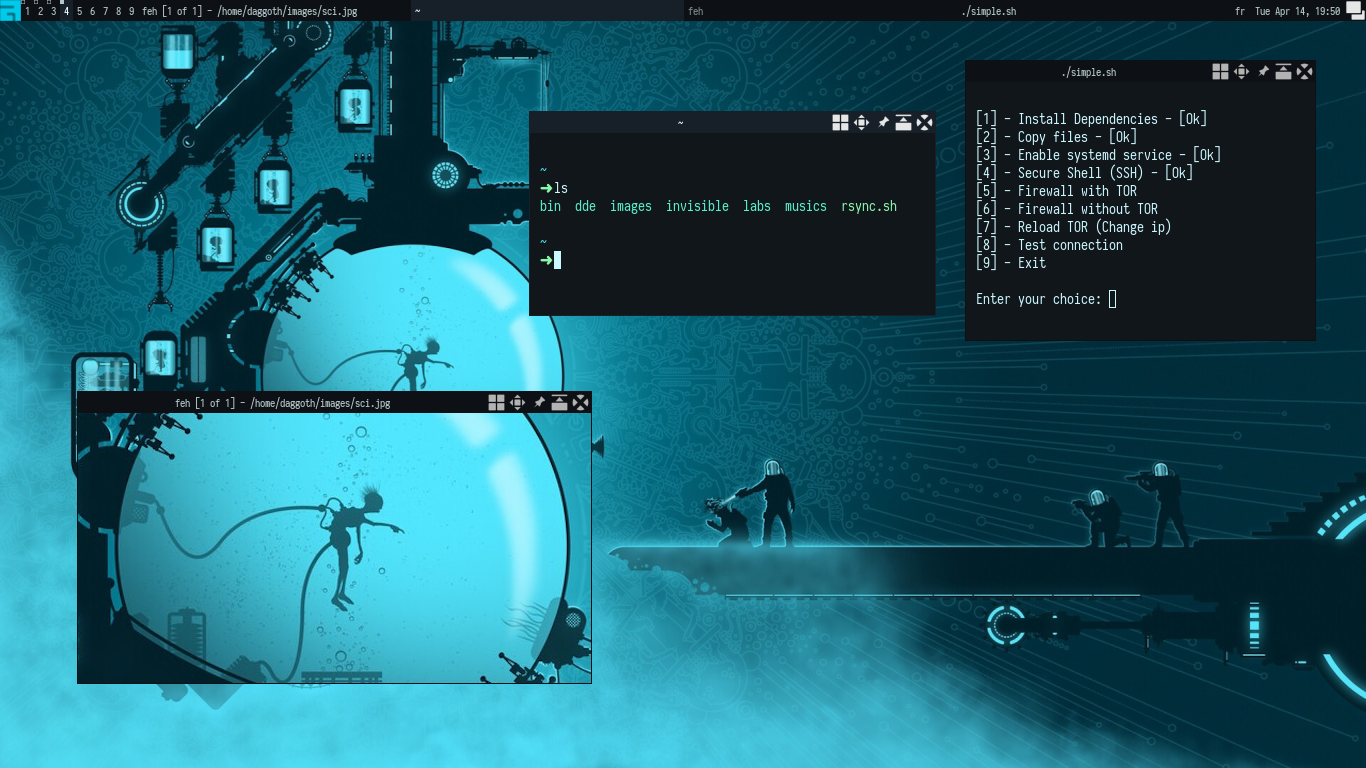 1 2 3 4 5 6 7 8 9 feh [1 of 1] - /home/daggoth/images/sci.jpg ~ feh ./simple.sh fr Tue Apr 14, 19:50
./simple.sh
[1] - Install Dependencies - [Ok]
[2] - Copy files - [Ok]
[3] - Enable systemd service - [Ok]
[4] - Secure Shell (SSH) - [Ok]
[5] - Firewall with TOR
[6] - Firewall without TOR
[7] - Reload TOR (Change ip)
[8] - Test connection
[9] - Exit
Enter your choice:
~
~
➜ls
bin dde images invisible labs musics rsync.sh
~
➜
feh [1 of 1] - /home/daggoth/images/sci.jpg